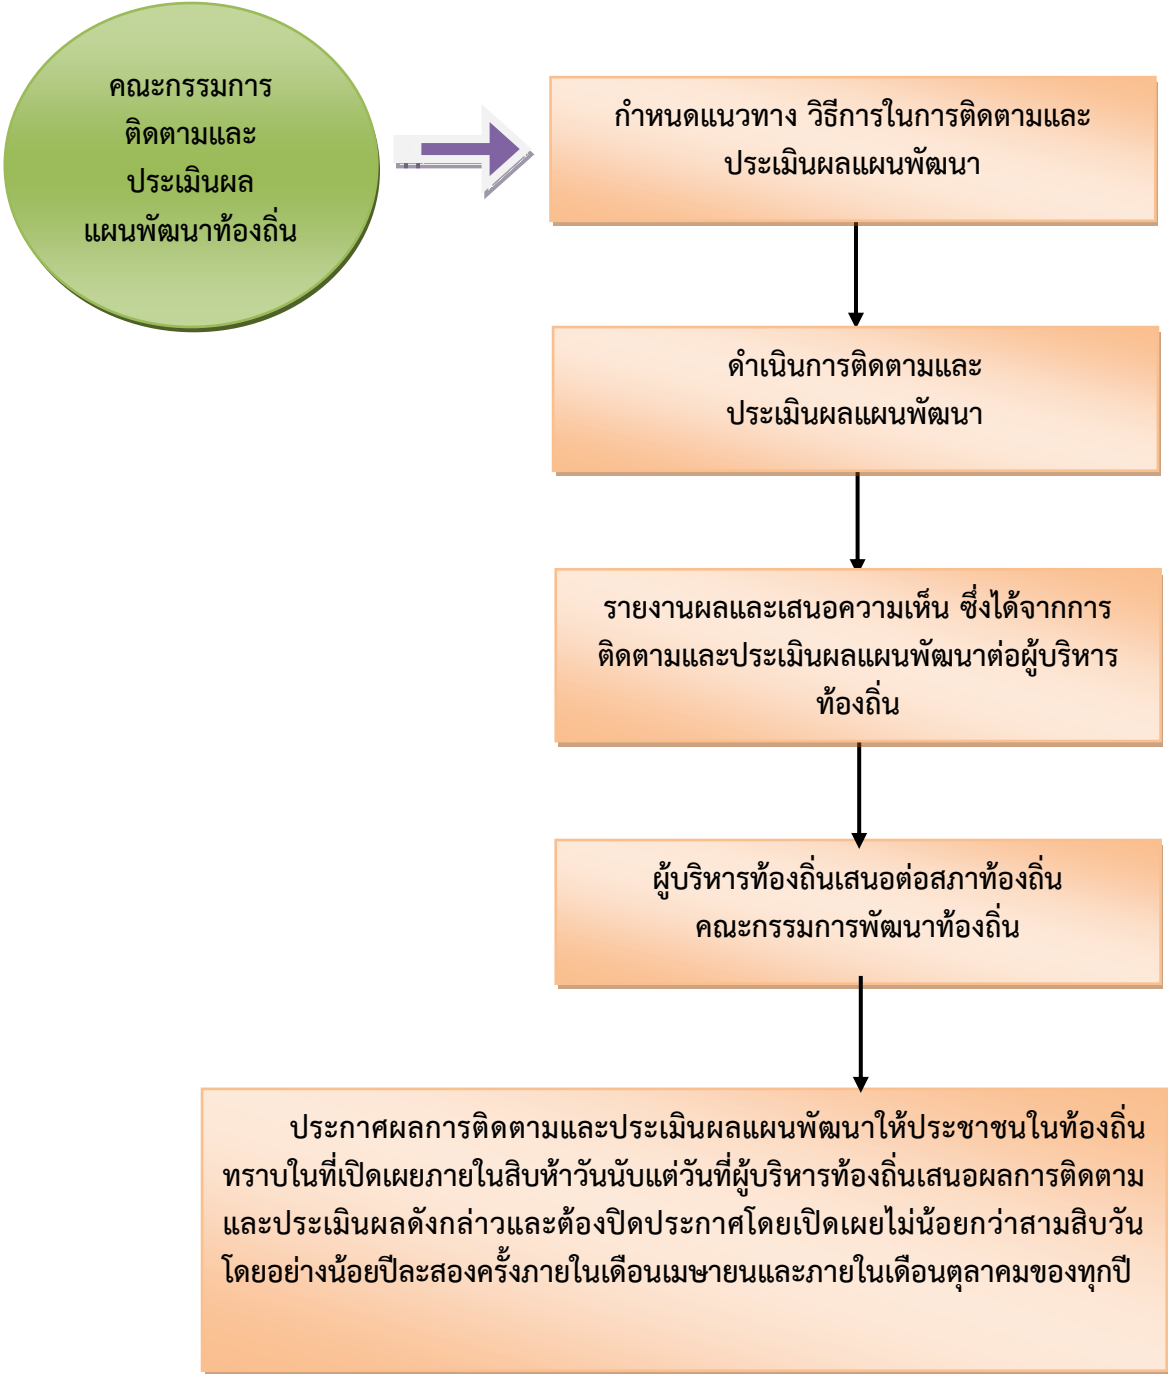 คณะกรรมการ
ติดตามและ
ประเมินผล
แผนพัฒนาท้องถิ่น
กำหนดแนวทาง วิธีการในการติดตามและ
ประเมินผลแผนพัฒนา
ดำเนินการติดตามและ
ประเมินผลแผนพัฒนา
รายงานผลและเสนอความเห็น ซึ่งได้จากการ
ติดตามและประเมินผลแผนพัฒนาต่อผู้บริหาร
ท้องถิ่น
ผู้บริหารท้องถิ่นเสนอต่อสภาท้องถิ่น
คณะกรรมการพัฒนาท้องถิ่น
ประกาศผลการติดตามและประเมินผลแผนพัฒนาให้ประชาชนในท้องถิ่น
ทราบในที่เปิดเผยภายในสิบห้าวันนับแต่วันที่ผู้บริหารท้องถิ่นเสนอผลการติดตาม
และประเมินผลดังกล่าวและต้องปิดประกาศโดยเปิดเผยไม่น้อยกว่าสามสิบวัน
โดยอย่างน้อยปีละสองครั้งภายในเดือนเมษายนและภายในเดือนตุลาคมของทุกปี